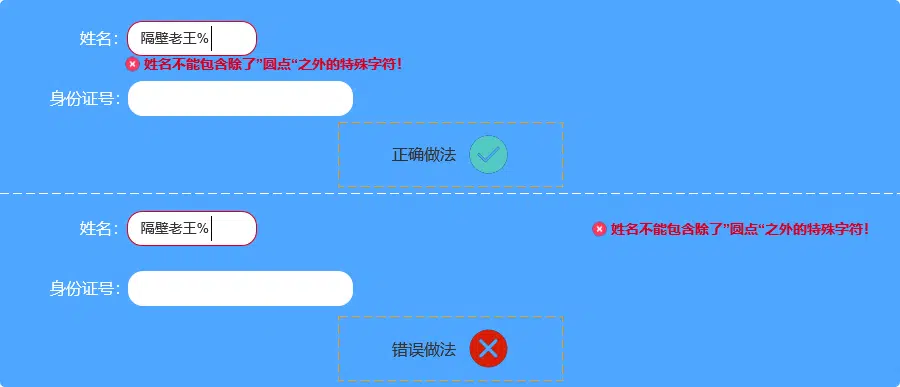 姓名：隔壁老王%
姓名不能包含除了”圆点“之外的特殊字符！
身份证号：
正确做法
姓名：隔壁老王% 姓名不能包含除了”圆点“之外的特殊字符！
身份证号：
错误做法